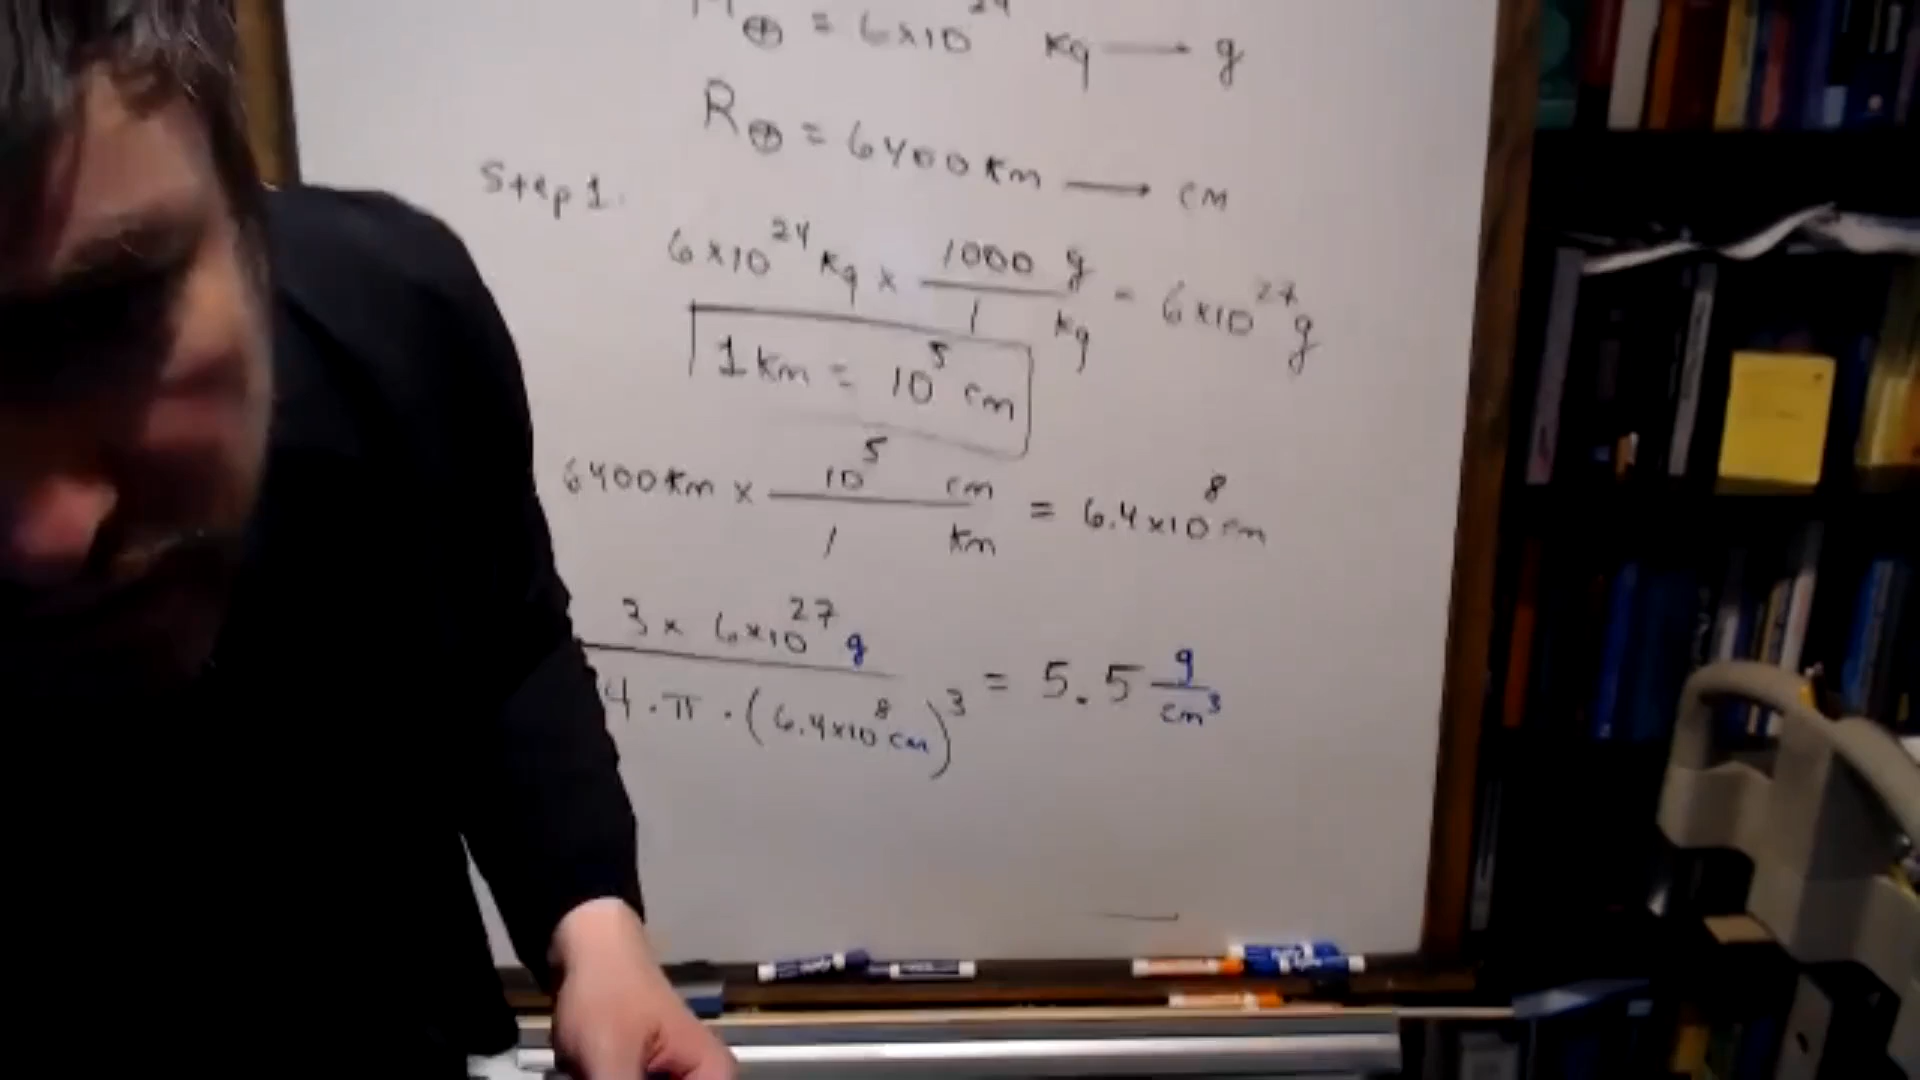 M⊕ = 6x10^24 kg → g
R⊕ = 6400 km → cm
Step 1.
6x10^24 kg x 1000 g / 1 kg = 6x10^27 g
1 km = 10^5 cm
6400 km x 10^5 cm / 1 km = 6.4x10^8 cm
3 x 6x10^27 g / 4 · π · (6.4x10^8 cm)^3 = 5.5 g/cm^3